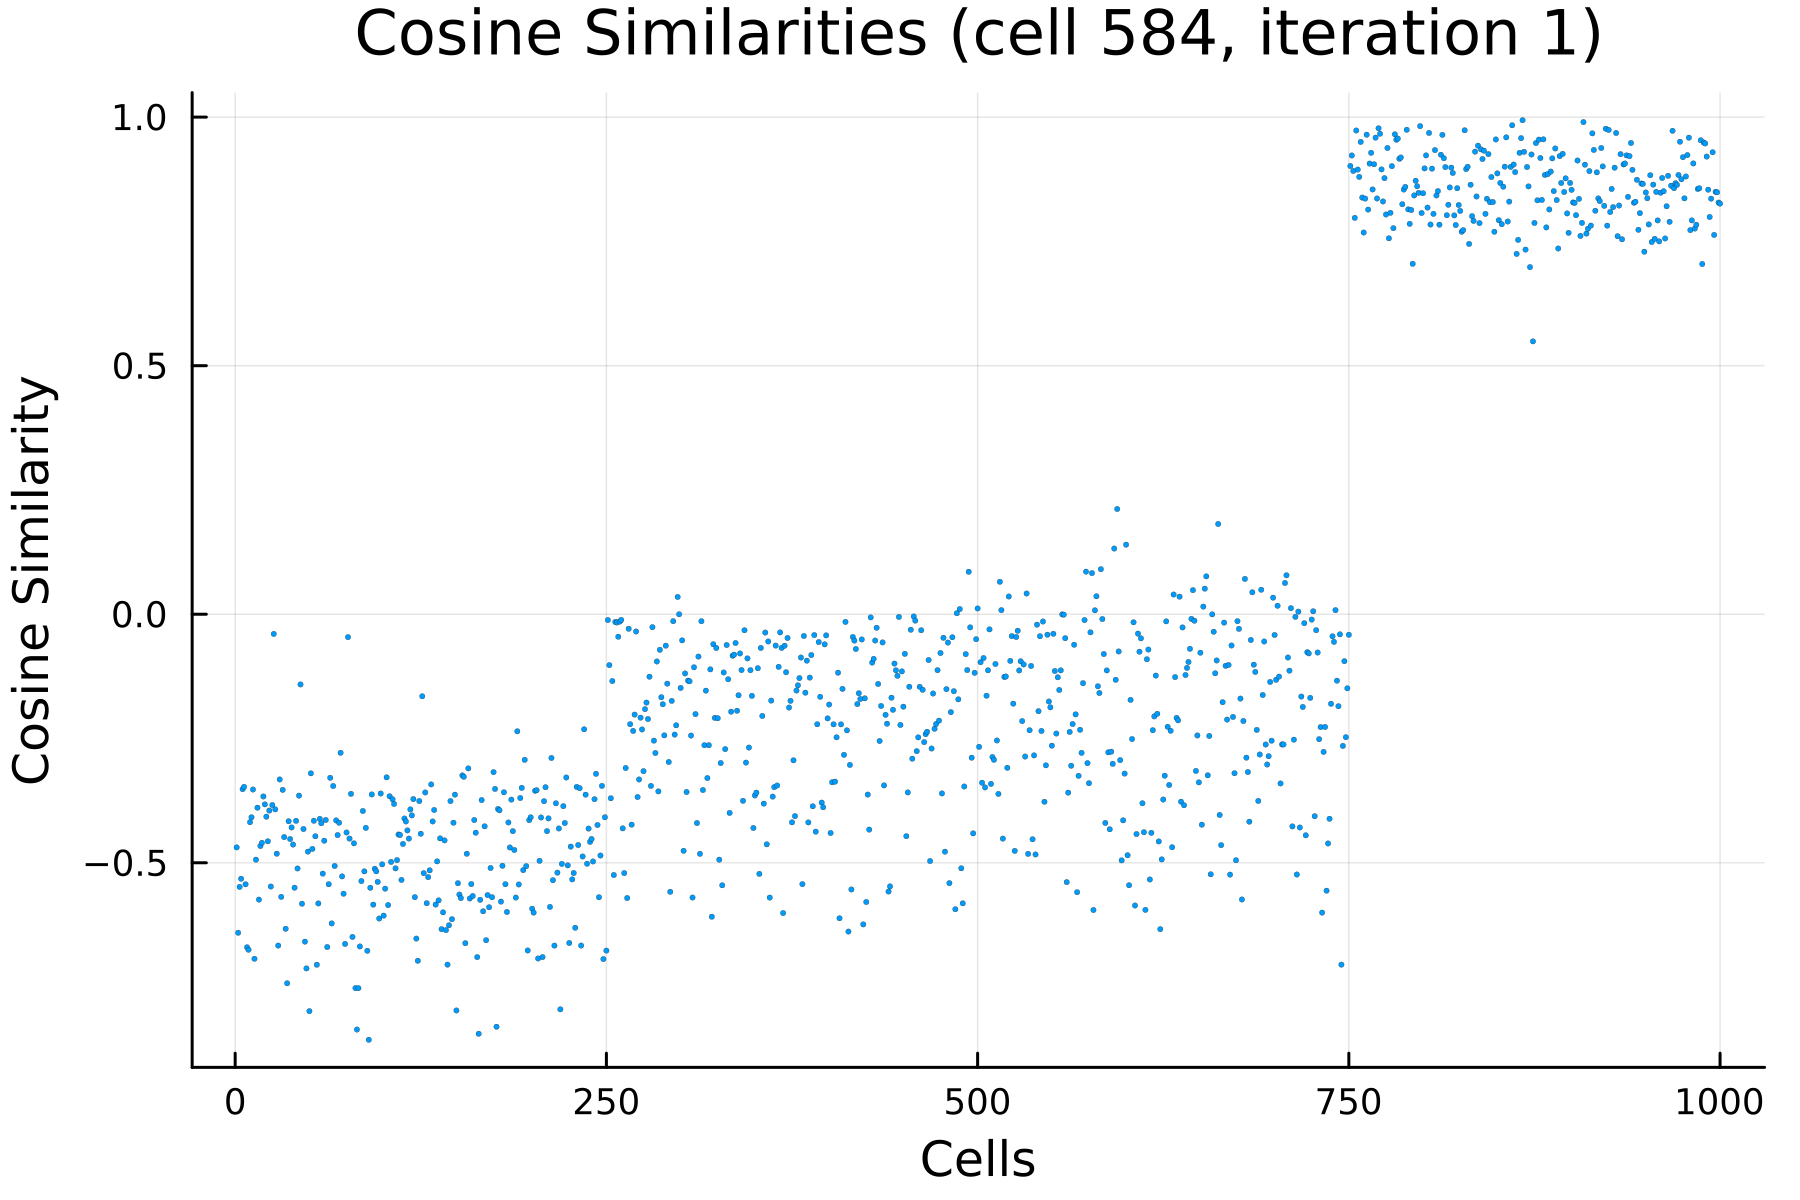 Cosine Similarities (cell 584, iteration 1)
1.0
0.5
0.0
−0.5
Cosine Similarity
0 250 500 750 1000
Cells